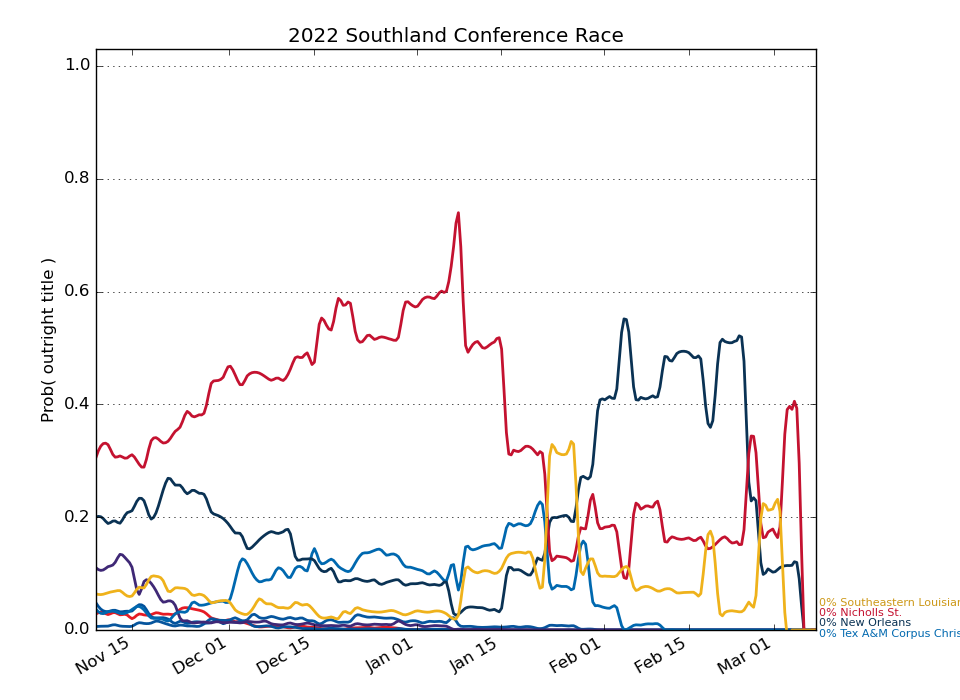 2022 Southland Conference Race
Prob( outright title )
1.0
0.8
0.6
0.4
0.2
0.0
Nov 15
Dec 01
Dec 15
Jan 01
Jan 15
Feb 01
Feb 15
Mar 01
0% Southeastern Louisian
0% Nicholls St.
0% New Orleans
0% Tex A&M Corpus Chris